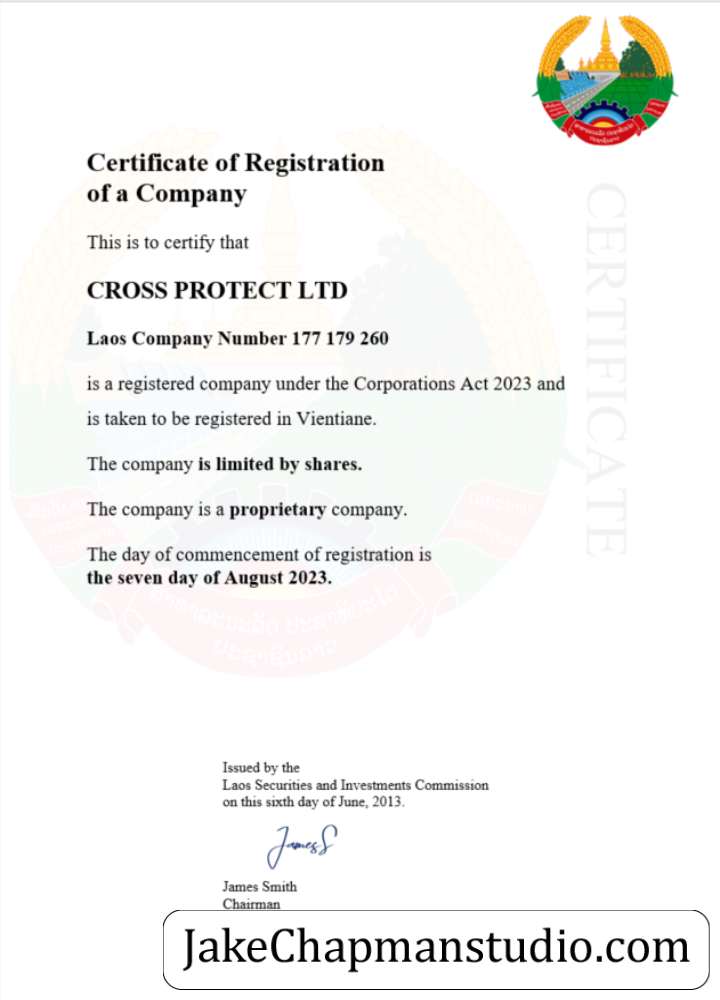 Certificate of Registration
of a Company
This is to certify that
CROSS PROTECT LTD
Laos Company Number 177 179 260
is a registered company under the Corporations Act 2023 and
is taken to be registered in Vientiane.
The company is limited by shares.
The company is a proprietary company.
The day of commencement of registration is
the seven day of August 2023.
CERTIFICATE
Issued by the
Laos Securities and Investments Commission
on this sixth day of June, 2013.
JamesS
James Smith
Chairman
JakeChapmanstudio.com